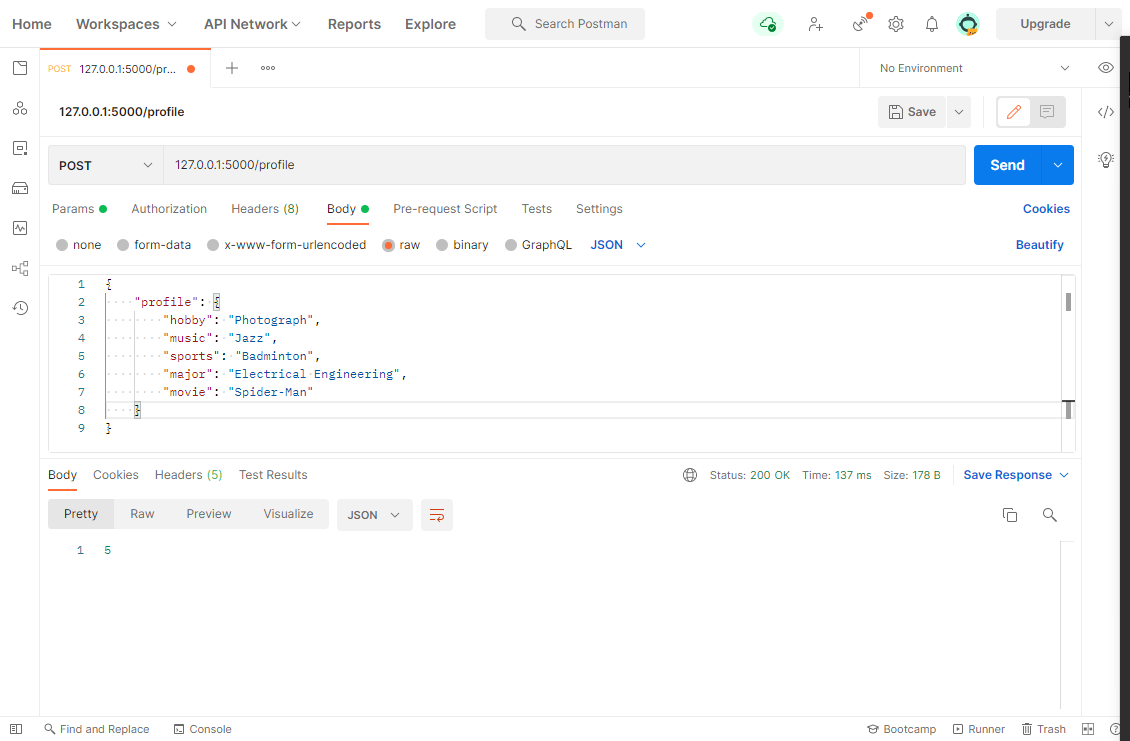 Home Workspaces API Network Reports Explore Search Postman Upgrade
POST 127.0.0.1:5000/pr... No Environment
127.0.0.1:5000/profile Save
POST 127.0.0.1:5000/profile Send
Params Authorization Headers (8) Body Pre-request Script Tests Settings Cookies
none form-data x-www-form-urlencoded raw binary GraphQL JSON Beautify
1 {
2 "profile": {
3 "hobby": "Photograph",
4 "music": "Jazz",
5 "sports": "Badminton",
6 "major": "Electrical Engineering",
7 "movie": "Spider-Man"
8 }
9 }
Body Cookies Headers (5) Test Results Status: 200 OK Time: 137 ms Size: 178 B Save Response
Pretty Raw Preview Visualize JSON
1 5
Find and Replace Console Bootcamp Runner Trash